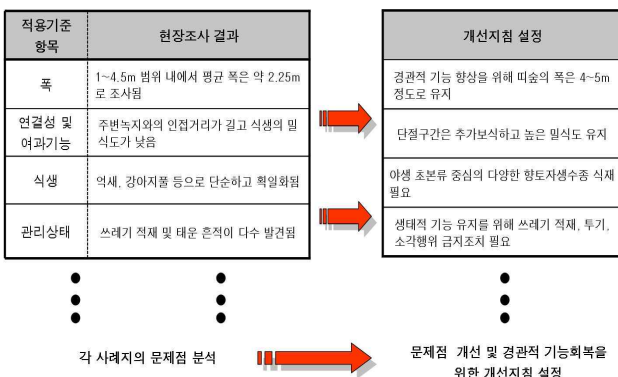 적용기준
항목
현장조사 결과
폭
1~4.5m 범위 내에서 평균 폭은 약 2.25m
로 조사됨
연결성 및
여과기능
주변녹지와의 인접거리가 길고 식생의 밀
식도가 낮음
식생
억새, 강아지풀 등으로 단순하고 획일화됨
관리상태
쓰레기 적재 및 태운 흔적이 다수 발견됨
개선지침 설정
경관적 기능 향상을 위해 띠숲의 폭은 4~5m
정도로 유지
단절구간은 추가보식하고 높은 밀식도 유지
야생 초본류 중심의 다양한 향토자생수종 식재
필요
생태적 기능 유지를 위해 쓰레기 적재, 투기,
소각행위 금지조치 필요
각 사례지의 문제점 분석
문제점 개선 및 경관적 기능회복을
위한 개선지침 설정